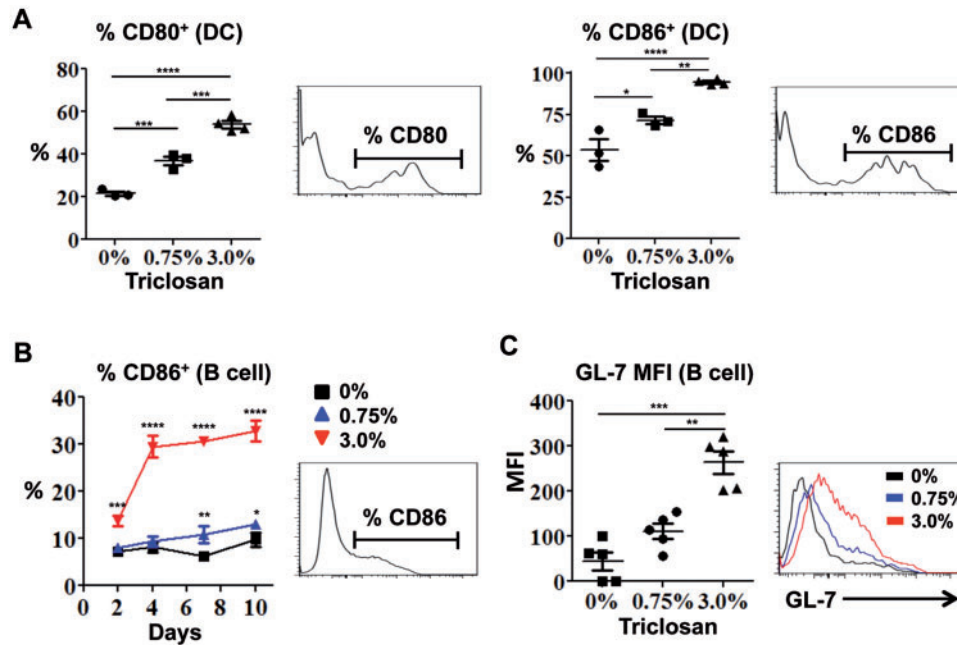 A
% CD80+ (DC)
80
60
40
20
0
%
****
***
***
0% 0.75% 3.0%
Triclosan
% CD80
% CD86+ (DC)
100
75
50
25
0
%
****
**
*
0% 0.75% 3.0%
Triclosan
% CD86
B
% CD86+ (B cell)
40
30
20
10
0
%
***
****
****
****
**
*
0 2 4 6 8 10
Days
0%
0.75%
3.0%
% CD86
C
GL-7 MFI (B cell)
400
300
200
100
0
MFI
***
**
0% 0.75% 3.0%
Triclosan
0%
0.75%
3.0%
GL-7